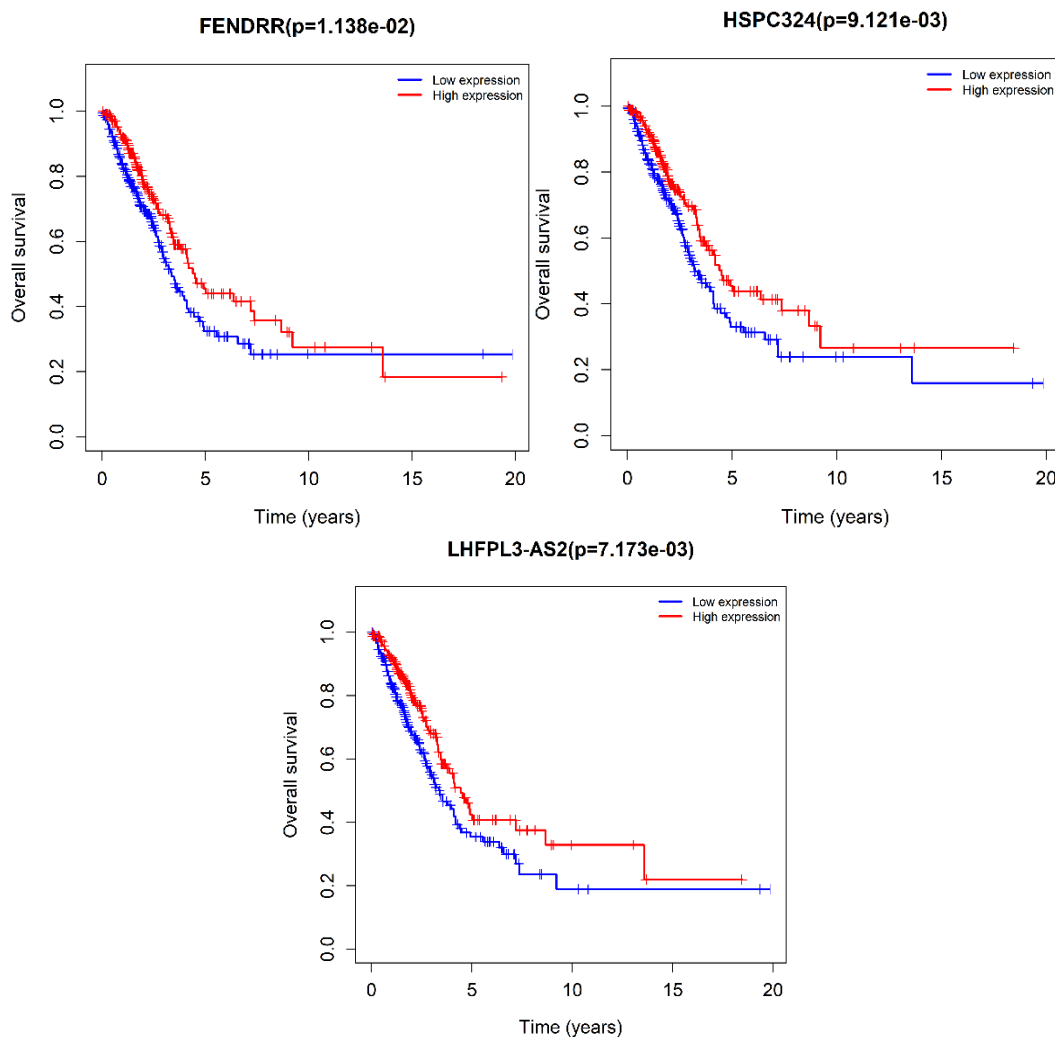 FENDRR(p=1.138e-02)
Low expression
High expression
Overall survival
1.0
0.8
0.6
0.4
0.2
0.0
0 5 10 15 20
Time (years)
HSPC324(p=9.121e-03)
Low expression
High expression
Overall survival
1.0
0.8
0.6
0.4
0.2
0.0
0 5 10 15 20
Time (years)
LHFPL3-AS2(p=7.173e-03)
Low expression
High expression
Overall survival
1.0
0.8
0.6
0.4
0.2
0.0
0 5 10 15 20
Time (years)